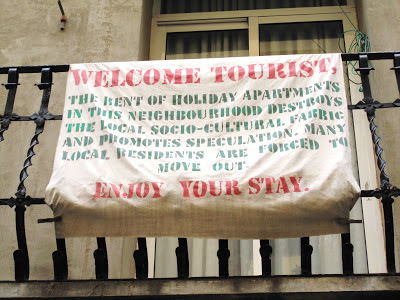 WELCOME TOURIST,
THE RENT OF HOLIDAY APARTMENTS
IN THIS NEIGHBOURHOOD DESTROYS
THE LOCAL SOCIO-CULTURAL FABRIC
AND PROMOTES SPECULATION. MANY
LOCAL RESIDENTS ARE FORCED TO
MOVE OUT.
ENJOY YOUR STAY.